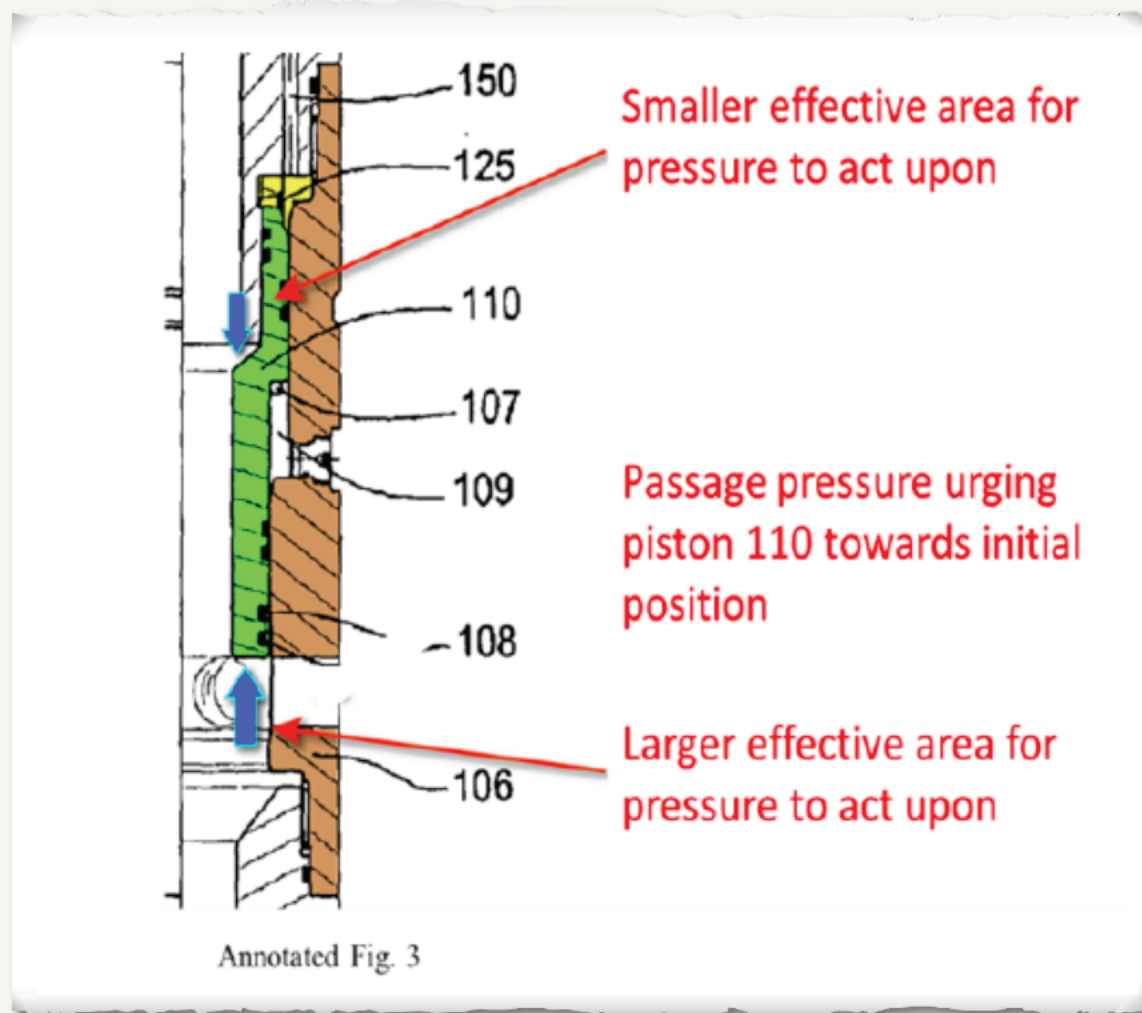 150
Smaller effective area for
pressure to act upon
125
110
107
109
Passage pressure urging
piston 110 towards initial
position
108
Larger effective area for
pressure to act upon
106
Annotated Fig. 3